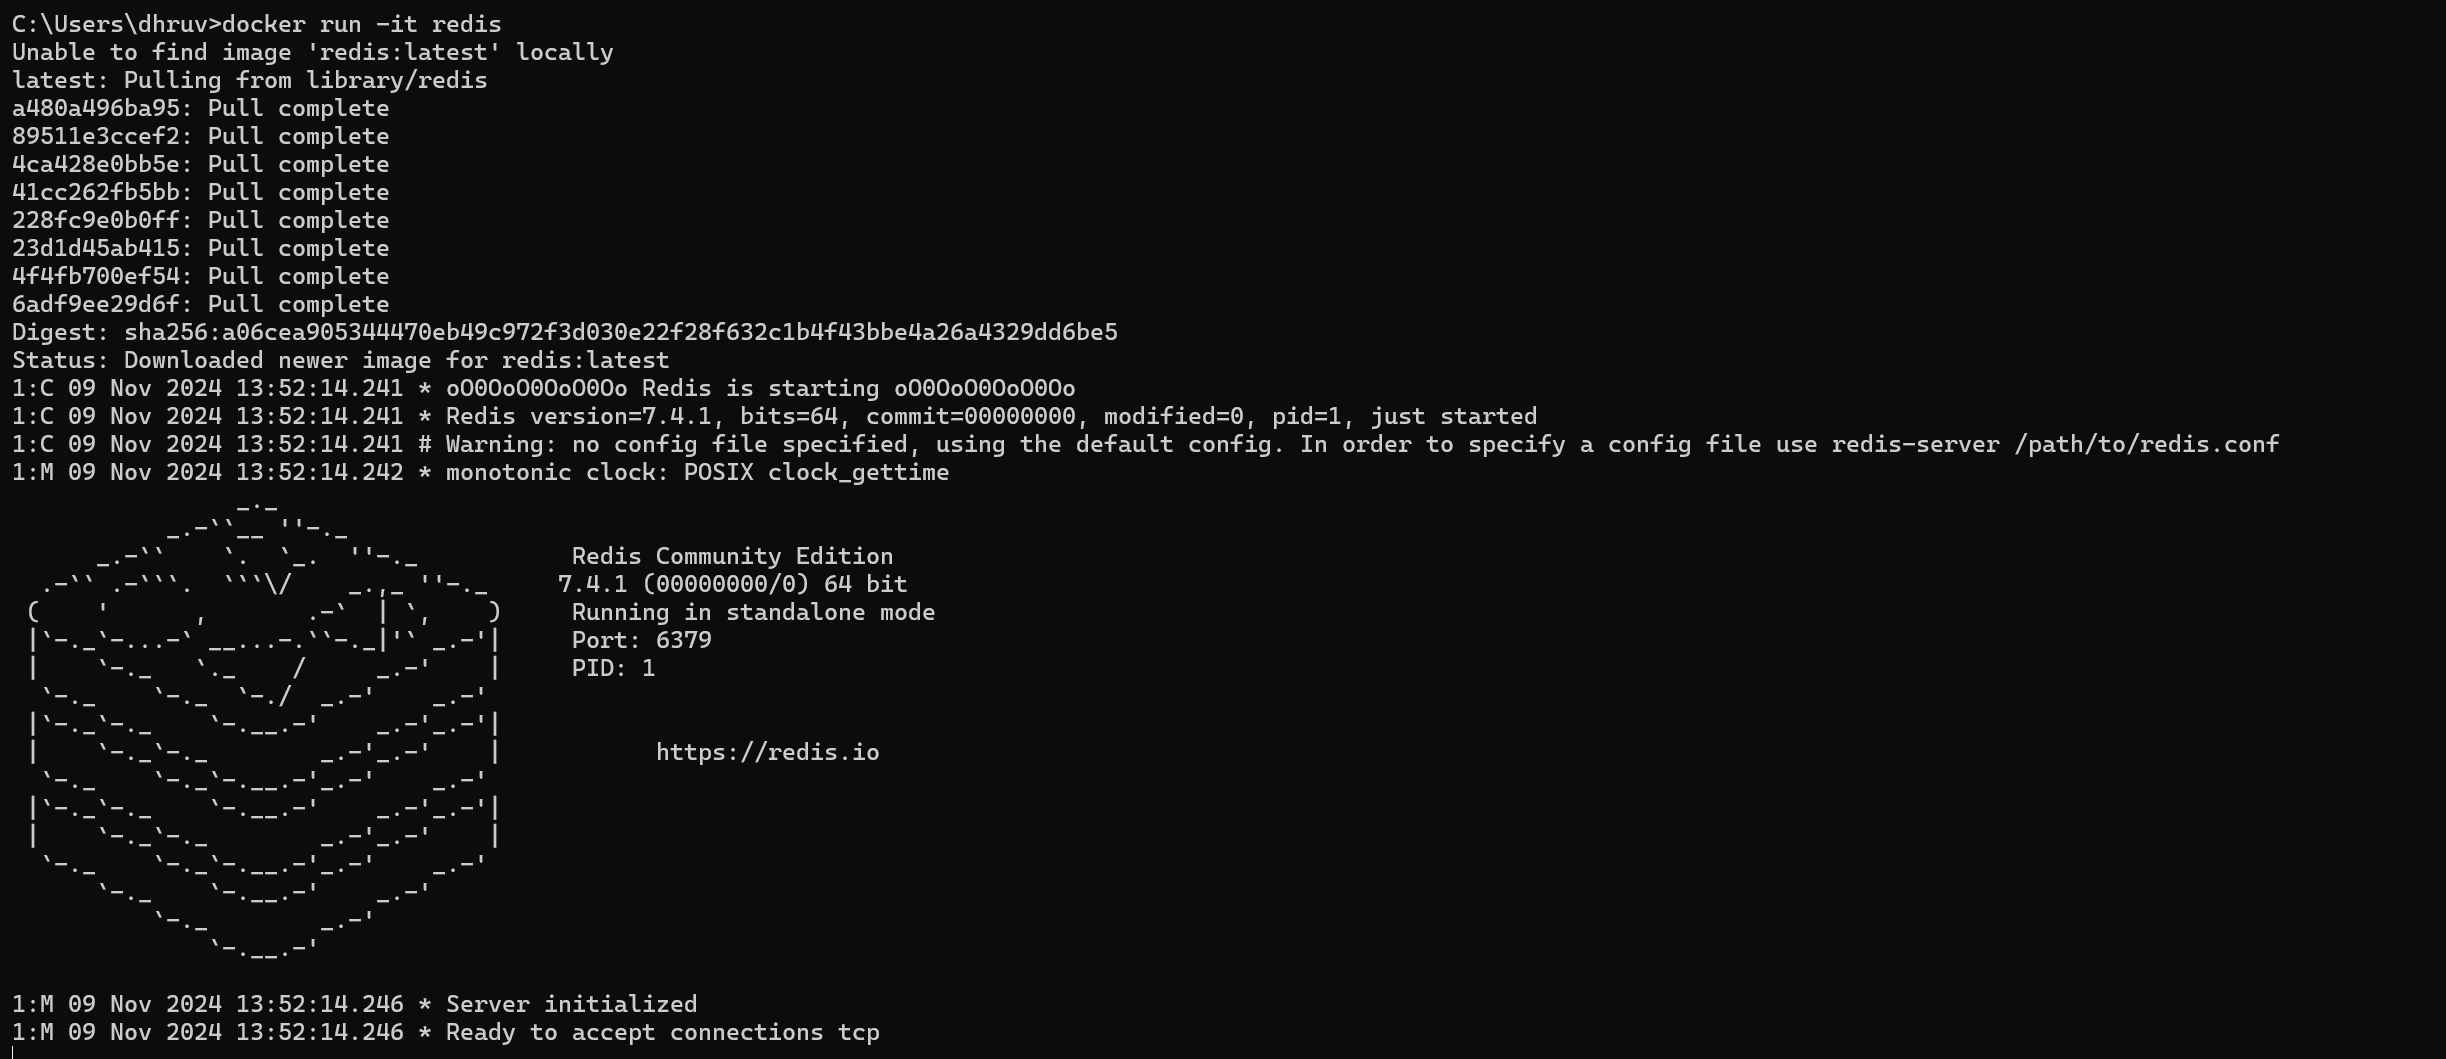 C:\Users\dhruv>docker run -it redis
Unable to find image 'redis:latest' locally
latest: Pulling from library/redis
a480a496ba95: Pull complete
89511e3ccef2: Pull complete
4ca428e0bb5e: Pull complete
41cc262fb5bb: Pull complete
228fc9e0b0ff: Pull complete
23d1d45ab415: Pull complete
4f4fb700ef54: Pull complete
6adf9ee29d6f: Pull complete
Digest: sha256:a06cea905344470eb49c972f3d030e22f28f632c1b4f43bbe4a26a4329dd6be5
Status: Downloaded newer image for redis:latest
1:C 09 Nov 2024 13:52:14.241 * oO0OoO0OoO0Oo Redis is starting oO0OoO0OoO0Oo
1:C 09 Nov 2024 13:52:14.241 * Redis version=7.4.1, bits=64, commit=00000000, modified=0, pid=1, just started
1:C 09 Nov 2024 13:52:14.241 # Warning: no config file specified, using the default config. In order to specify a config file use redis-server /path/to/redis.conf
1:M 09 Nov 2024 13:52:14.242 * monotonic clock: POSIX clock_gettime
Redis Community Edition
7.4.1 (00000000/0) 64 bit
Running in standalone mode
Port: 6379
PID: 1
https://redis.io
1:M 09 Nov 2024 13:52:14.246 * Server initialized
1:M 09 Nov 2024 13:52:14.246 * Ready to accept connections tcp